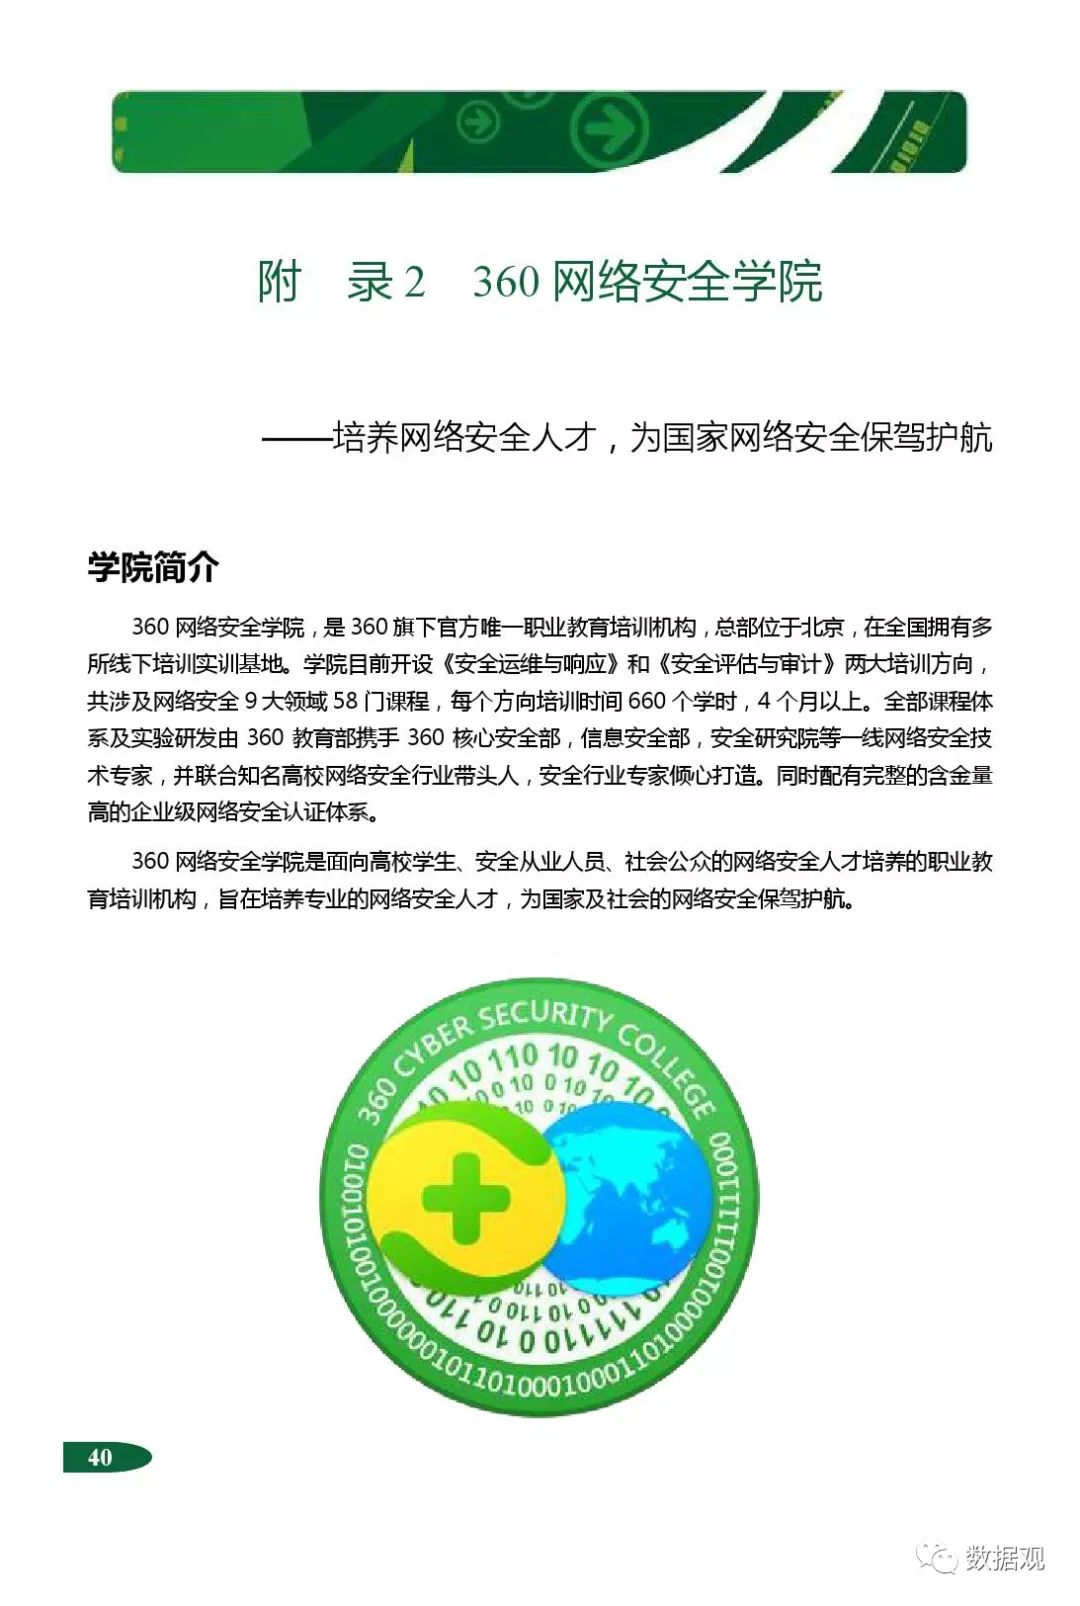 附 录 2 360 网络安全学院
——培养网络安全人才，为国家网络安全保驾护航
学院简介
360 网络安全学院，是 360 旗下官方唯一职业教育培训机构，总部位于北京，在全国拥有多
所线下培训实训基地。学院目前开设《安全运维与响应》和《安全评估与审计》两大培训方向，
共涉及网络安全 9 大领域 58 门课程，每个方向培训时间 660 个学时，4 个月以上。全部课程体
系及实验研发由 360 教育部携手 360 核心安全部，信息安全部，安全研究院等一线网络安全技
术专家，并联合知名高校网络安全行业带头人，安全行业专家倾心打造。同时配有完整的含金量
高的企业级网络安全认证体系。
360 网络安全学院是面向高校学生、安全从业人员、社会公众的网络安全人才培养的职业教
育培训机构，旨在培养专业的网络安全人才，为国家及社会的网络安全保驾护航。
360 CYBER SECURITY COLLEGE
40
数据观